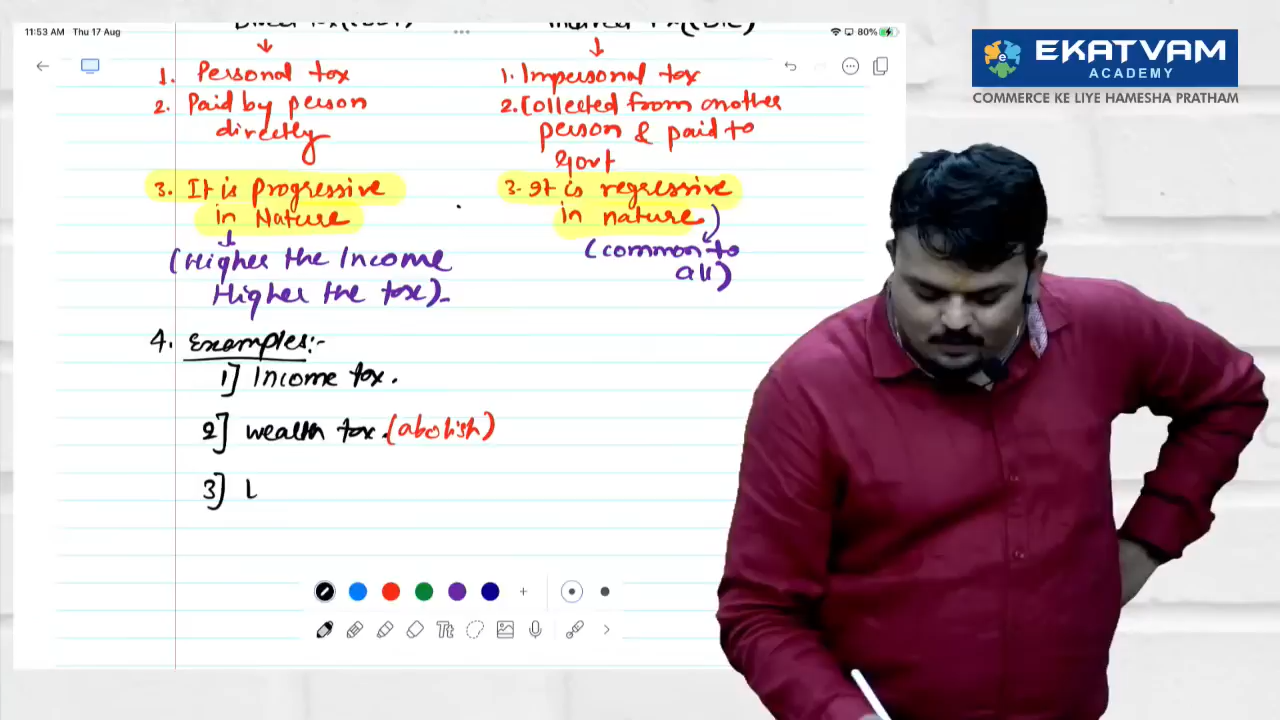 11:53 AM Thu 17 Aug
80%
EKATVAM
ACADEMY
COMMERCE KE LIYE HAMESHA PRATHAM
1. Personal tax
2. Paid by person
directly
3. It is progressive
in Nature
(Higher the Income
Higher the tax).
1. Impersonal tax
2. Collected from another
person & paid to
Govt
3. It is regressive
in nature
(common to
all)
4. Examples:-
1] Income tax.
2] wealth tax. (abolish)
3]
Tt